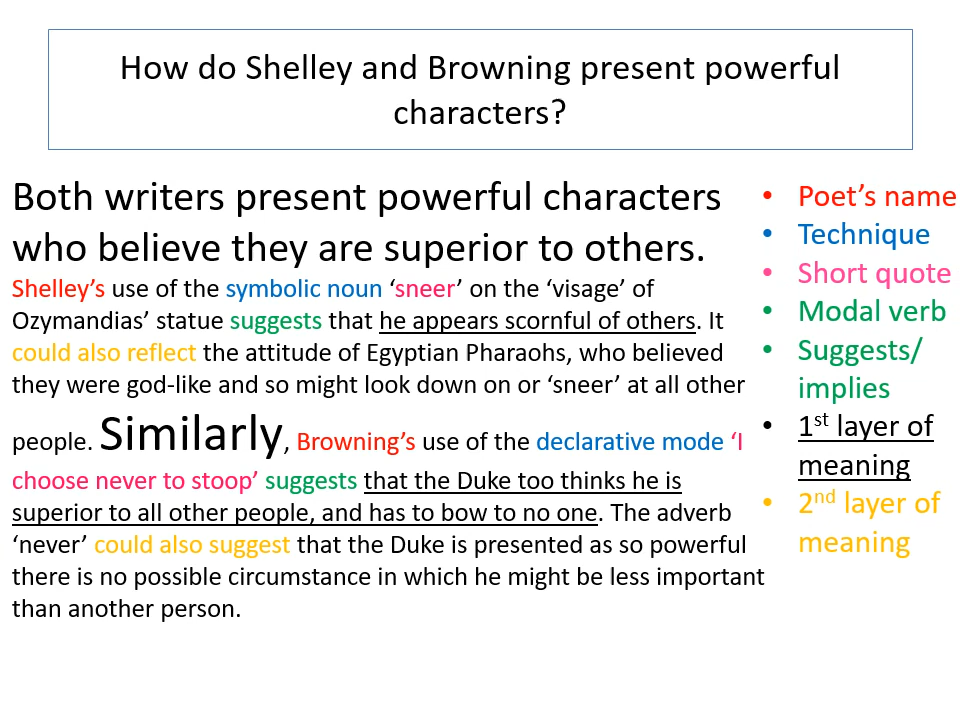 How do Shelley and Browning present powerful
characters?
Both writers present powerful characters
who believe they are superior to others.
Shelley’s use of the symbolic noun ‘sneer’ on the ‘visage’ of
Ozymandias’ statue suggests that he appears scornful of others. It
could also reflect the attitude of Egyptian Pharaohs, who believed
they were god-like and so might look down on or ‘sneer’ at all other
people. Similarly, Browning’s use of the declarative mode ‘I
choose never to stoop’ suggests that the Duke too thinks he is
superior to all other people, and has to bow to no one. The adverb
‘never’ could also suggest that the Duke is presented as so powerful
there is no possible circumstance in which he might be less important
than another person.
• Poet’s name
• Technique
• Short quote
• Modal verb
• Suggests/
implies
• 1st layer of
meaning
• 2nd layer of
meaning